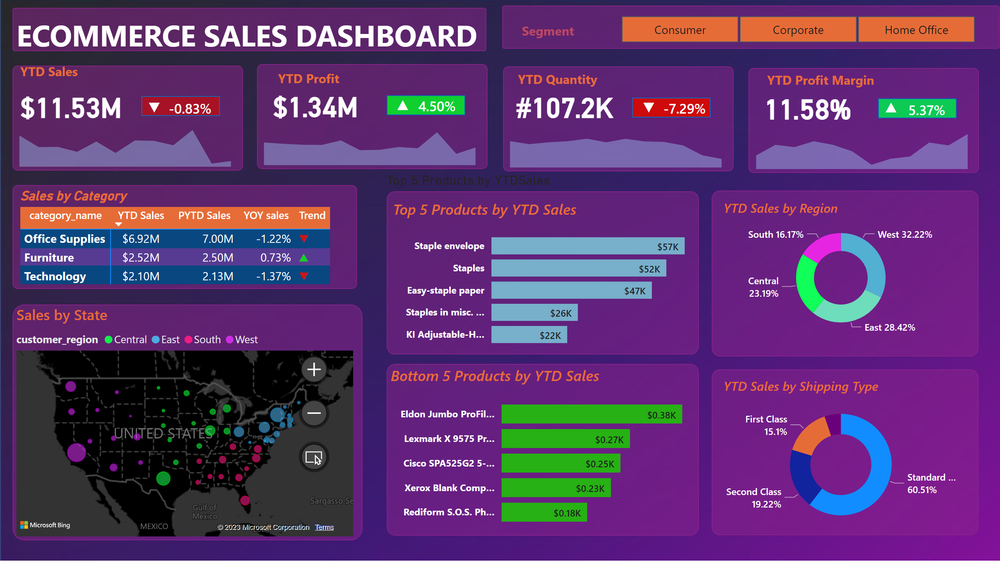 ECOMMERCE SALES DASHBOARD
Segment
Consumer
Corporate
Home Office
YTD Sales
$11.53M
-0.83%
YTD Profit
$1.34M
4.50%
YTD Quantity
#107.2K
-7.29%
YTD Profit Margin
11.58%
5.37%
Sales by Category
category_name YTD Sales PYTD Sales YOY sales Trend
Office Supplies $6.92M 7.00M -1.22%
Furniture $2.52M 2.50M 0.73%
Technology $2.10M 2.13M -1.37%
Top 5 Products by YTDSales
Top 5 Products by YTD Sales
Staple envelope $57K
Staples $52K
Easy-staple paper $47K
Staples in misc. ... $26K
KI Adjustable-H... $22K
YTD Sales by Region
South 16.17%
West 32.22%
Central
23.19%
East 28.42%
Sales by State
customer_region Central East South West
UNITED STATES
Sargasso Se
Gulf of
Mexico
MEXICO
CUBA
Microsoft Bing
© 2023 Microsoft Corporation Terms
Bottom 5 Products by YTD Sales
Eldon Jumbo ProFil... $0.38K
Lexmark X 9575 Pr... $0.27K
Cisco SPA525G2 5-... $0.25K
Xerox Blank Comp... $0.23K
Rediform S.O.S. Ph... $0.18K
YTD Sales by Shipping Type
First Class
15.1%
Standard ...
60.51%
Second Class
19.22%